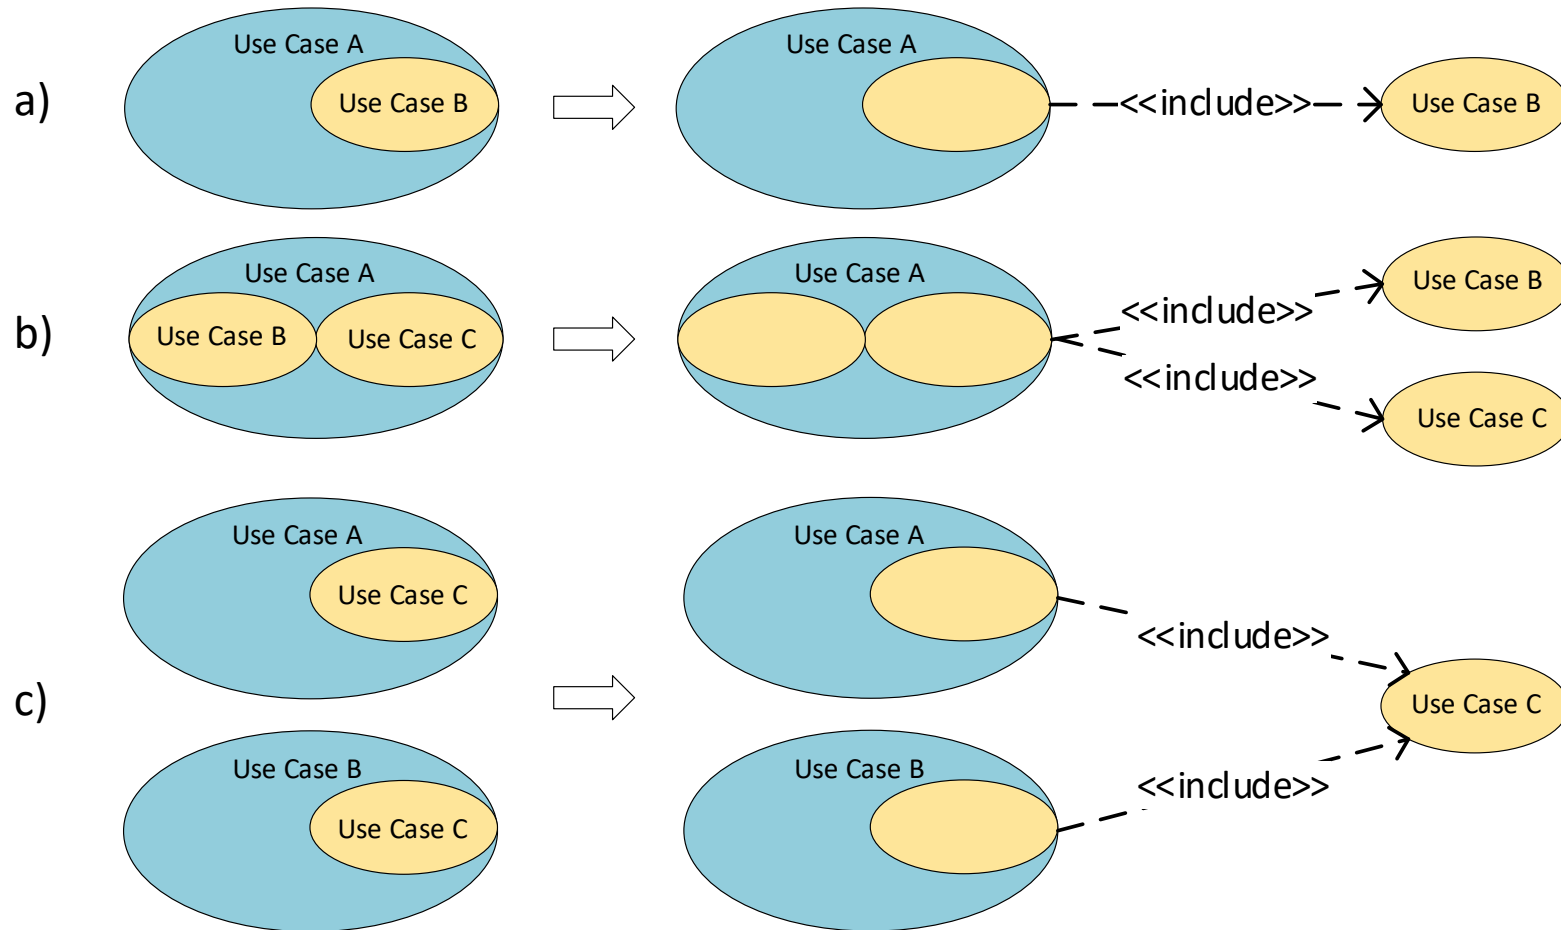 a)
Use Case A
Use Case B
Use Case A
<<include>>
Use Case B
b)
Use Case A
Use Case B
Use Case C
Use Case A
<<include>>
<<include>>
Use Case B
Use Case C
c)
Use Case A
Use Case C
Use Case B
Use Case C
Use Case A
Use Case B
<<include>>
<<include>>
Use Case C